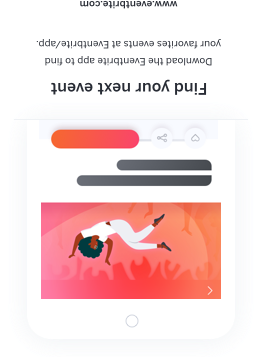 Find your next event
Download the Eventbrite app to find
your favorites events at Eventbrite/app.
www.eventbrite.com